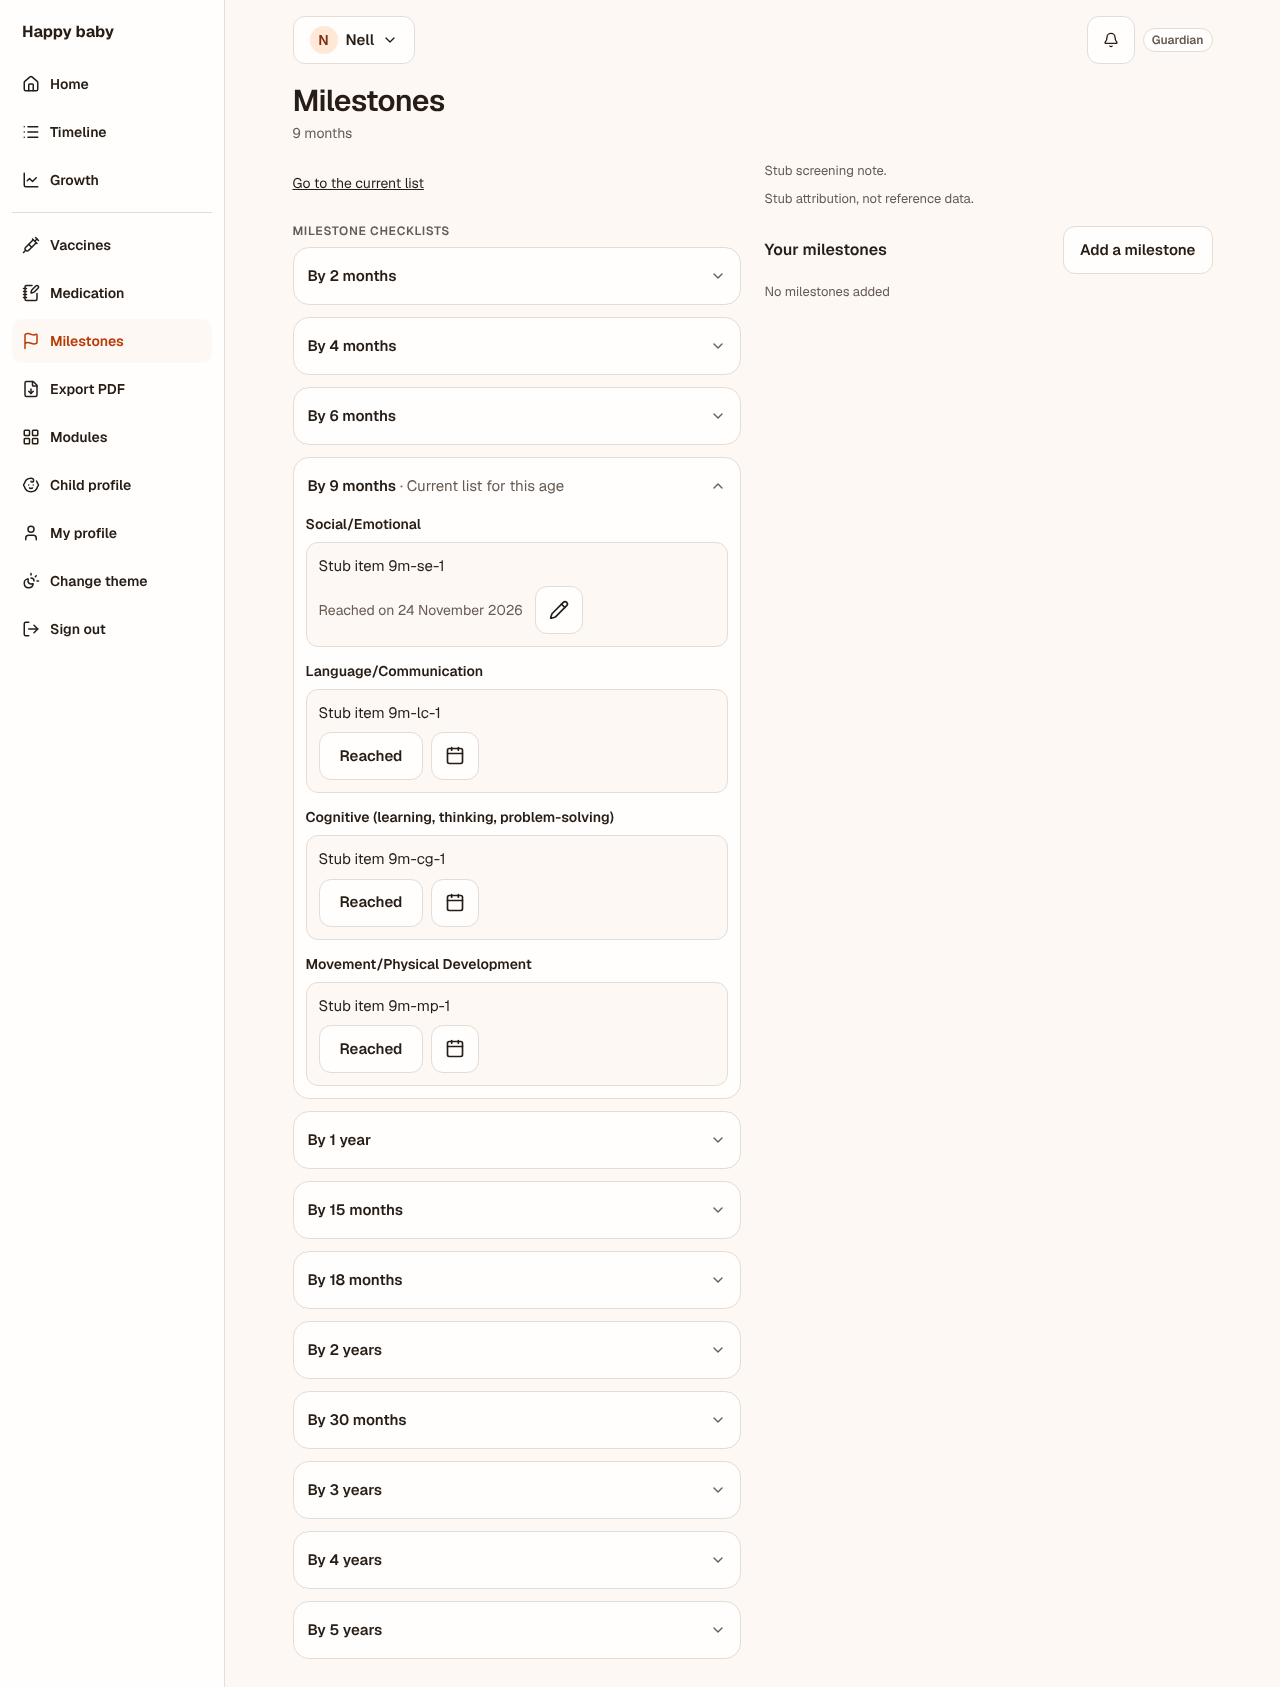 Happy baby
Home
Timeline
Growth
Vaccines
Medication
Milestones
Export PDF
Modules
Child profile
My profile
Change theme
Sign out
N Nell
Guardian
Milestones
9 months
Go to the current list
MILESTONE CHECKLISTS
By 2 months
By 4 months
By 6 months
By 9 months · Current list for this age
Social/Emotional
Stub item 9m-se-1
Reached on 24 November 2026
Language/Communication
Stub item 9m-lc-1
Reached
Cognitive (learning, thinking, problem-solving)
Stub item 9m-cg-1
Reached
Movement/Physical Development
Stub item 9m-mp-1
Reached
By 1 year
By 15 months
By 18 months
By 2 years
By 30 months
By 3 years
By 4 years
By 5 years
Stub screening note.
Stub attribution, not reference data.
Your milestones
Add a milestone
No milestones added